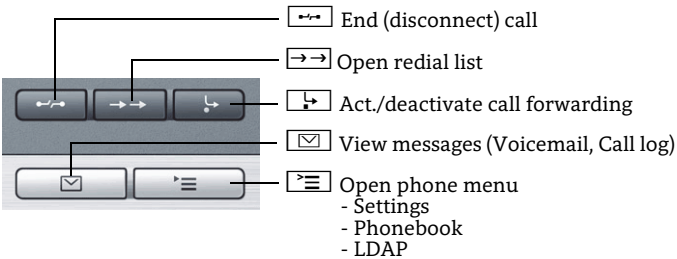 End (disconnect) call
Open redial list
Act./deactivate call forwarding
View messages (Voicemail, Call log)
Open phone menu
- Settings
- Phonebook
- LDAP